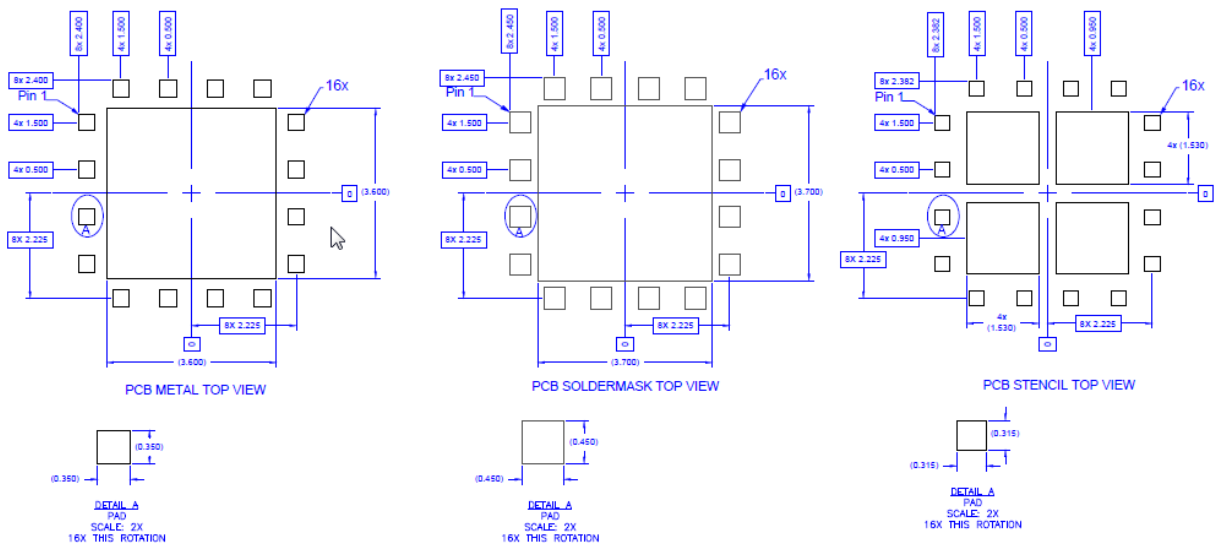 8x 2.400
4x 1.500
4x 0.500
8x 2.400
Pin 1
16x
4x 1.500
4x 0.500
0
(3.600)
A
8X 2.225
8X 2.225
0
(3.600)
PCB METAL TOP VIEW
(0.350)
(0.350)
DETAIL A
PAD
SCALE: 2X
16X THIS ROTATION
8x 2.450
4x 1.500
4x 0.500
8x 2.450
Pin 1
16x
4x 1.500
4x 0.500
0
(3.700)
A
8X 2.225
8X 2.225
0
(3.700)
PCB SOLDERMASK TOP VIEW
(0.450)
(0.450)
DETAIL A
PAD
SCALE: 2X
16X THIS ROTATION
8x 2.382
4x 1.500
4x 0.500
4x 0.950
8x 2.382
Pin 1
16x
4x 1.500
4x (1.530)
4x 0.500
0
A
4x 0.950
8X 2.225
4x
(1.530)
8X 2.225
0
PCB STENCIL TOP VIEW
(0.315)
(0.315)
DETAIL A
PAD
SCALE: 2X
16X THIS ROTATION